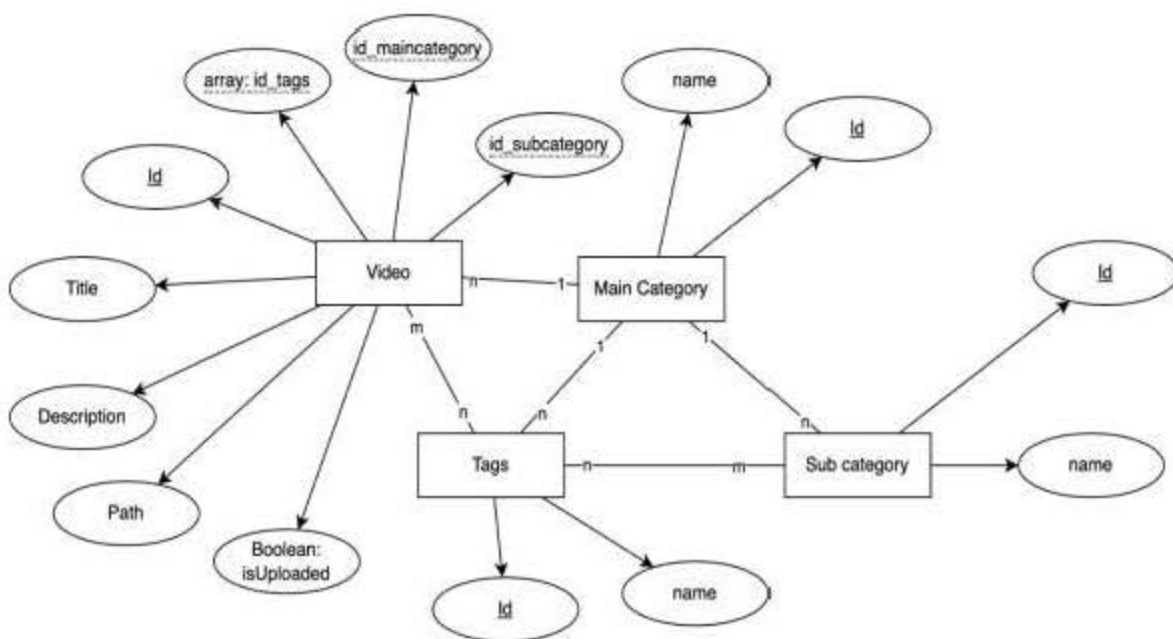 id_maincategory
array: id_tags
name
Id
id_subcategory
Id
Id
Video
n
1
Main Category
Title
m
1
1
Description
n
n
n
Tags
n
m
Sub category
name
Path
Boolean:
isUploaded
Id
name